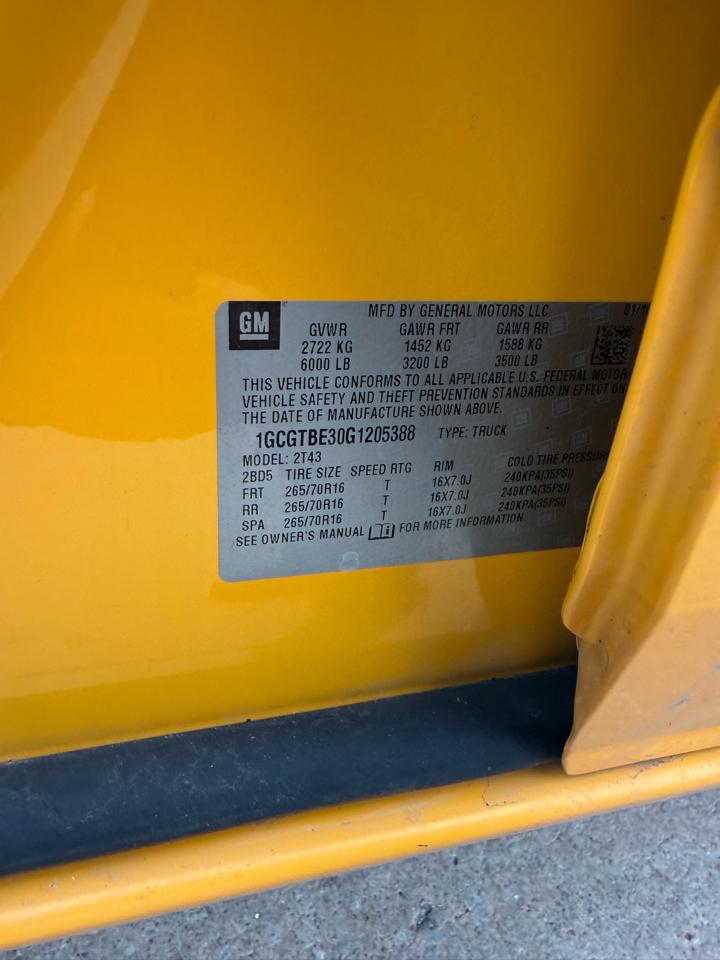 GM
MFD BY GENERAL MOTORS LLC
GVWR GAWR FRT GAWR RR
2722 KG 1452 KG 1588 KG
6000 LB 3200 LB 3500 LB
THIS VEHICLE CONFORMS TO ALL APPLICABLE U.S. FEDERAL MOTOR
VEHICLE SAFETY AND THEFT PREVENTION STANDARDS IN EFFECT ON
THE DATE OF MANUFACTURE SHOWN ABOVE.
1GCGTBE30G1205388 TYPE: TRUCK
MODEL: 2T43
2BD5 TIRE SIZE SPEED RTG RIM COLD TIRE PRESSURE
FRT 265/70R16 T 16X7.0J 240KPA(35PSI)
RR 265/70R16 T 16X7.0J 240KPA(35PSI)
SPA 265/70R16 T 16X7.0J 240KPA(35PSI)
SEE OWNER'S MANUAL FOR MORE INFORMATION.